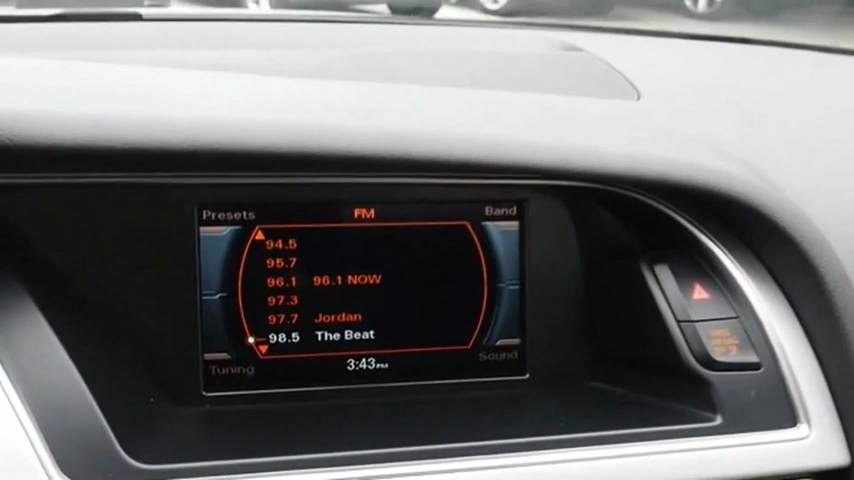 Presets FM Band
94.5
95.7
96.1 96.1 NOW
97.3
97.7 Jordan
98.5 The Beat
Tuning 3:43PM Sound